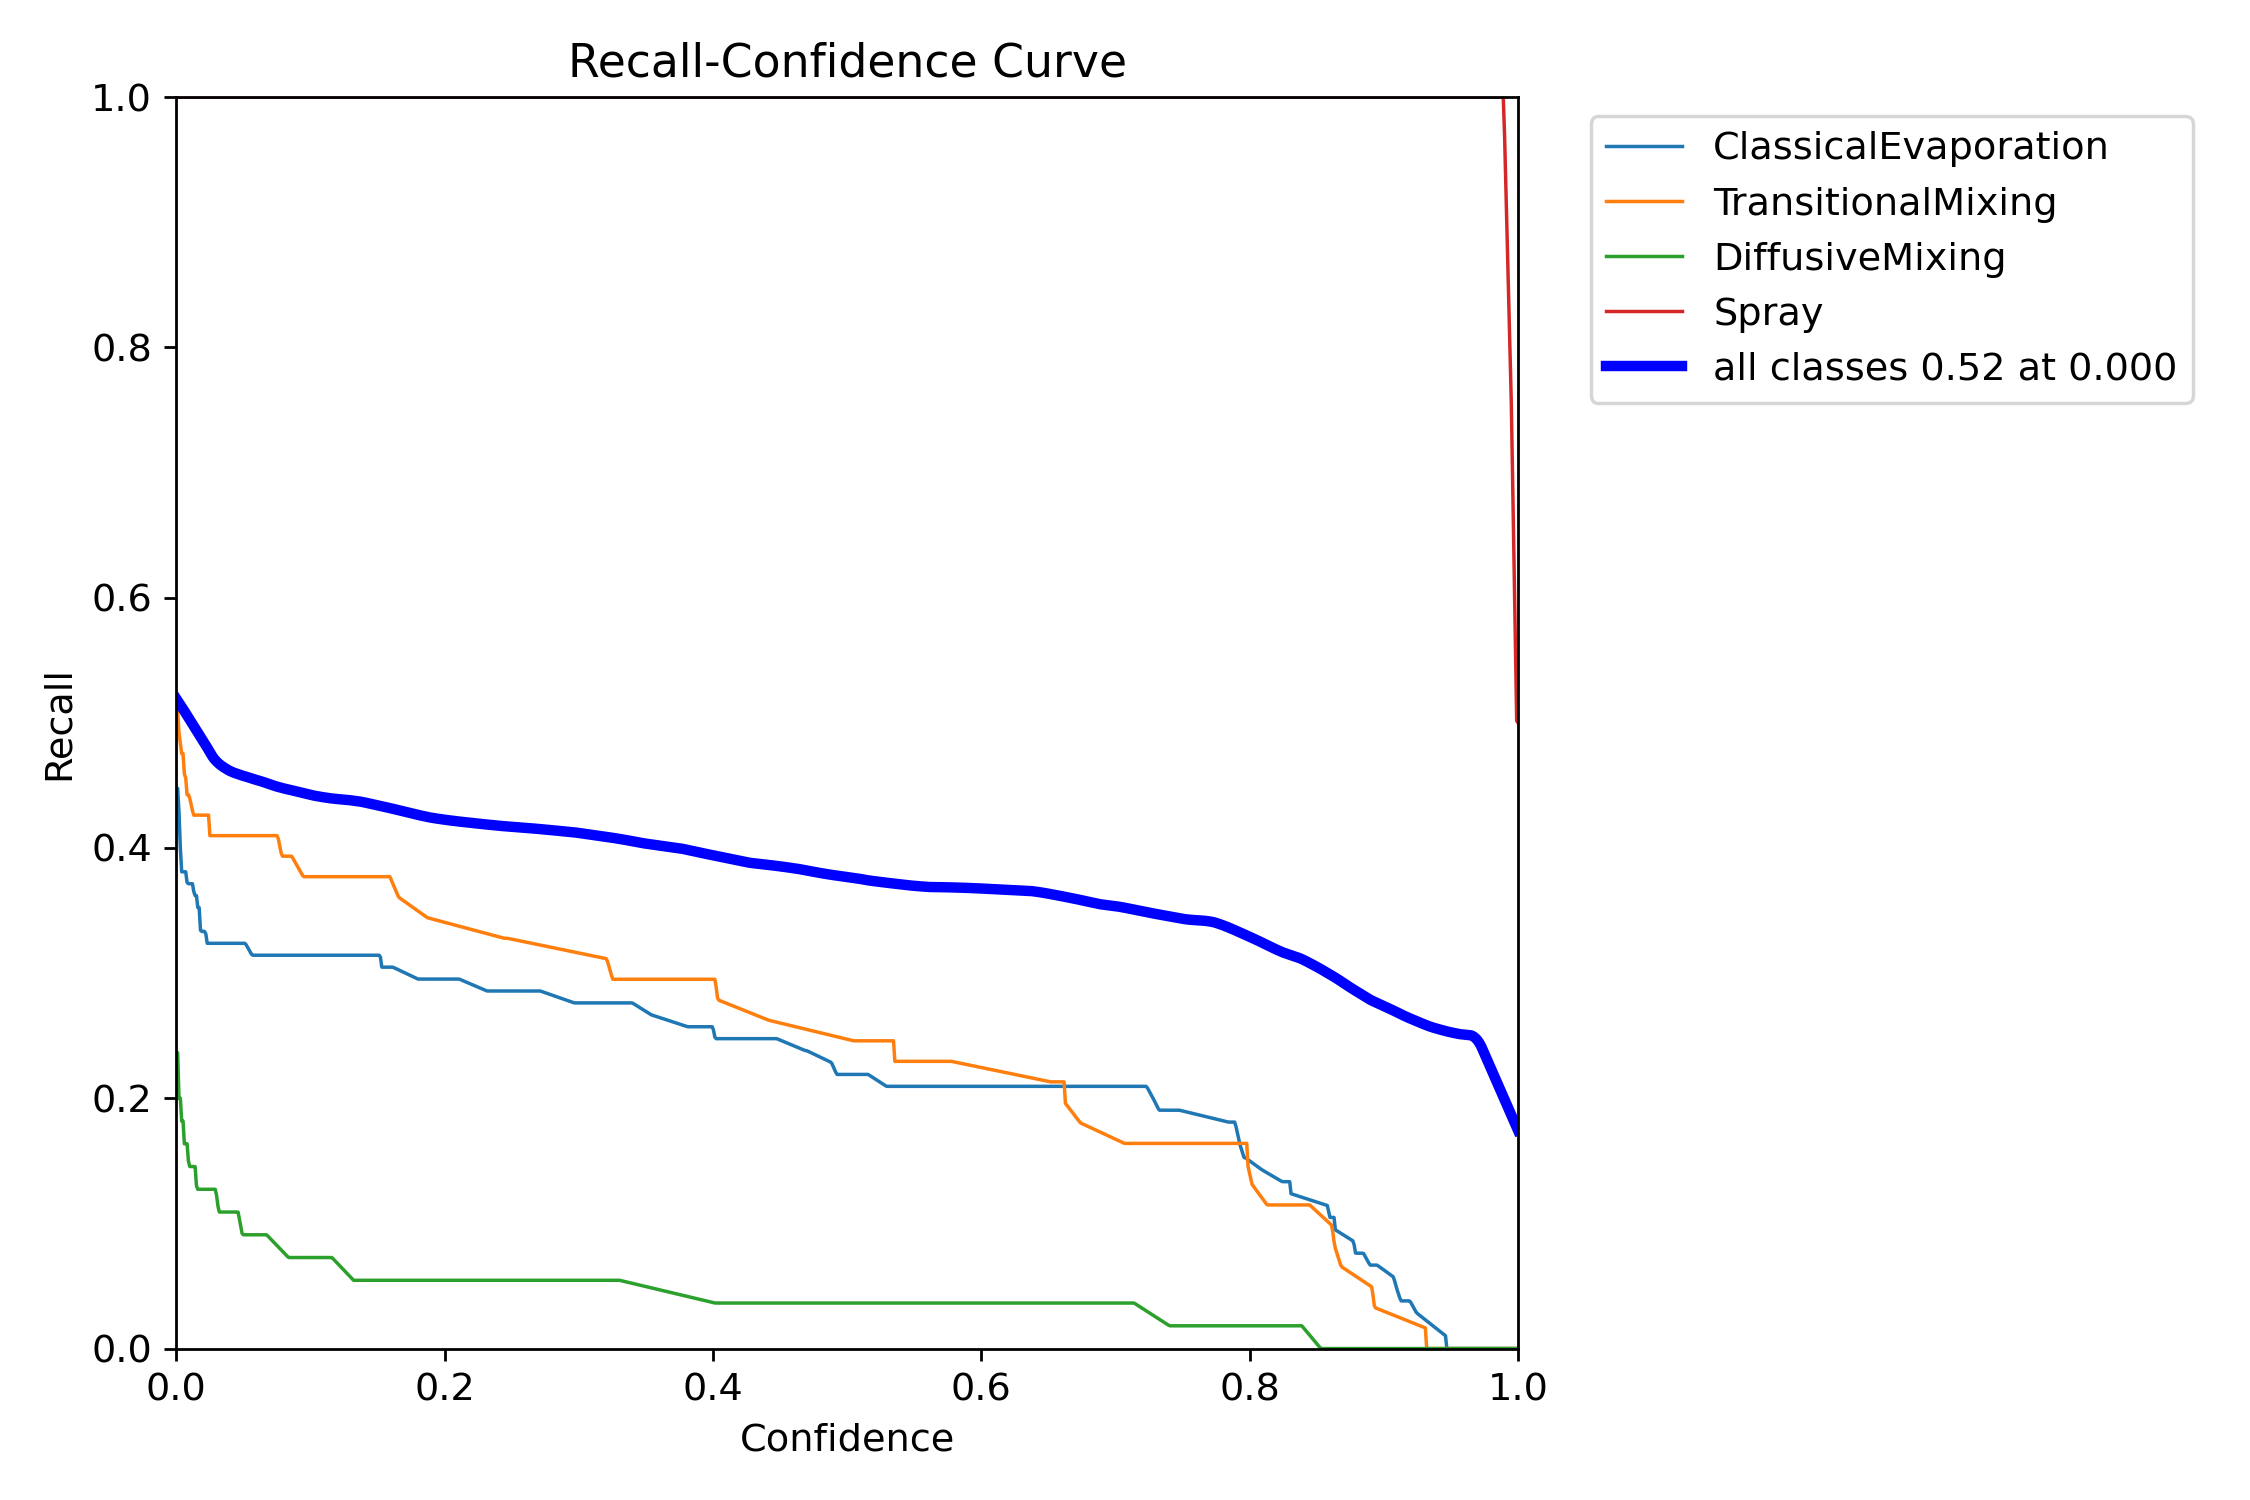 Recall-Confidence Curve
1.0
0.8
0.6
0.4
0.2
0.0
Recall
0.0 0.2 0.4 0.6 0.8 1.0
Confidence
ClassicalEvaporation
TransitionalMixing
DiffusiveMixing
Spray
all classes 0.52 at 0.000